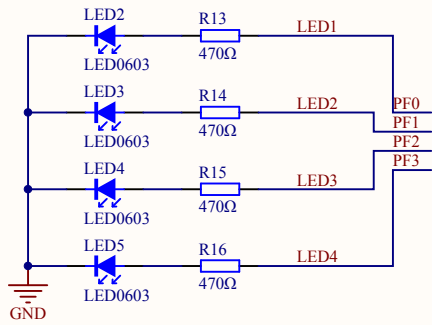 LED2
R13
LED1
LED0603
470Ω
LED3
R14
LED2
PF0
LED0603
470Ω
PF1
PF2
LED4
R15
LED3
PF3
LED0603
470Ω
LED5
R16
LED4
LED0603
470Ω
GND